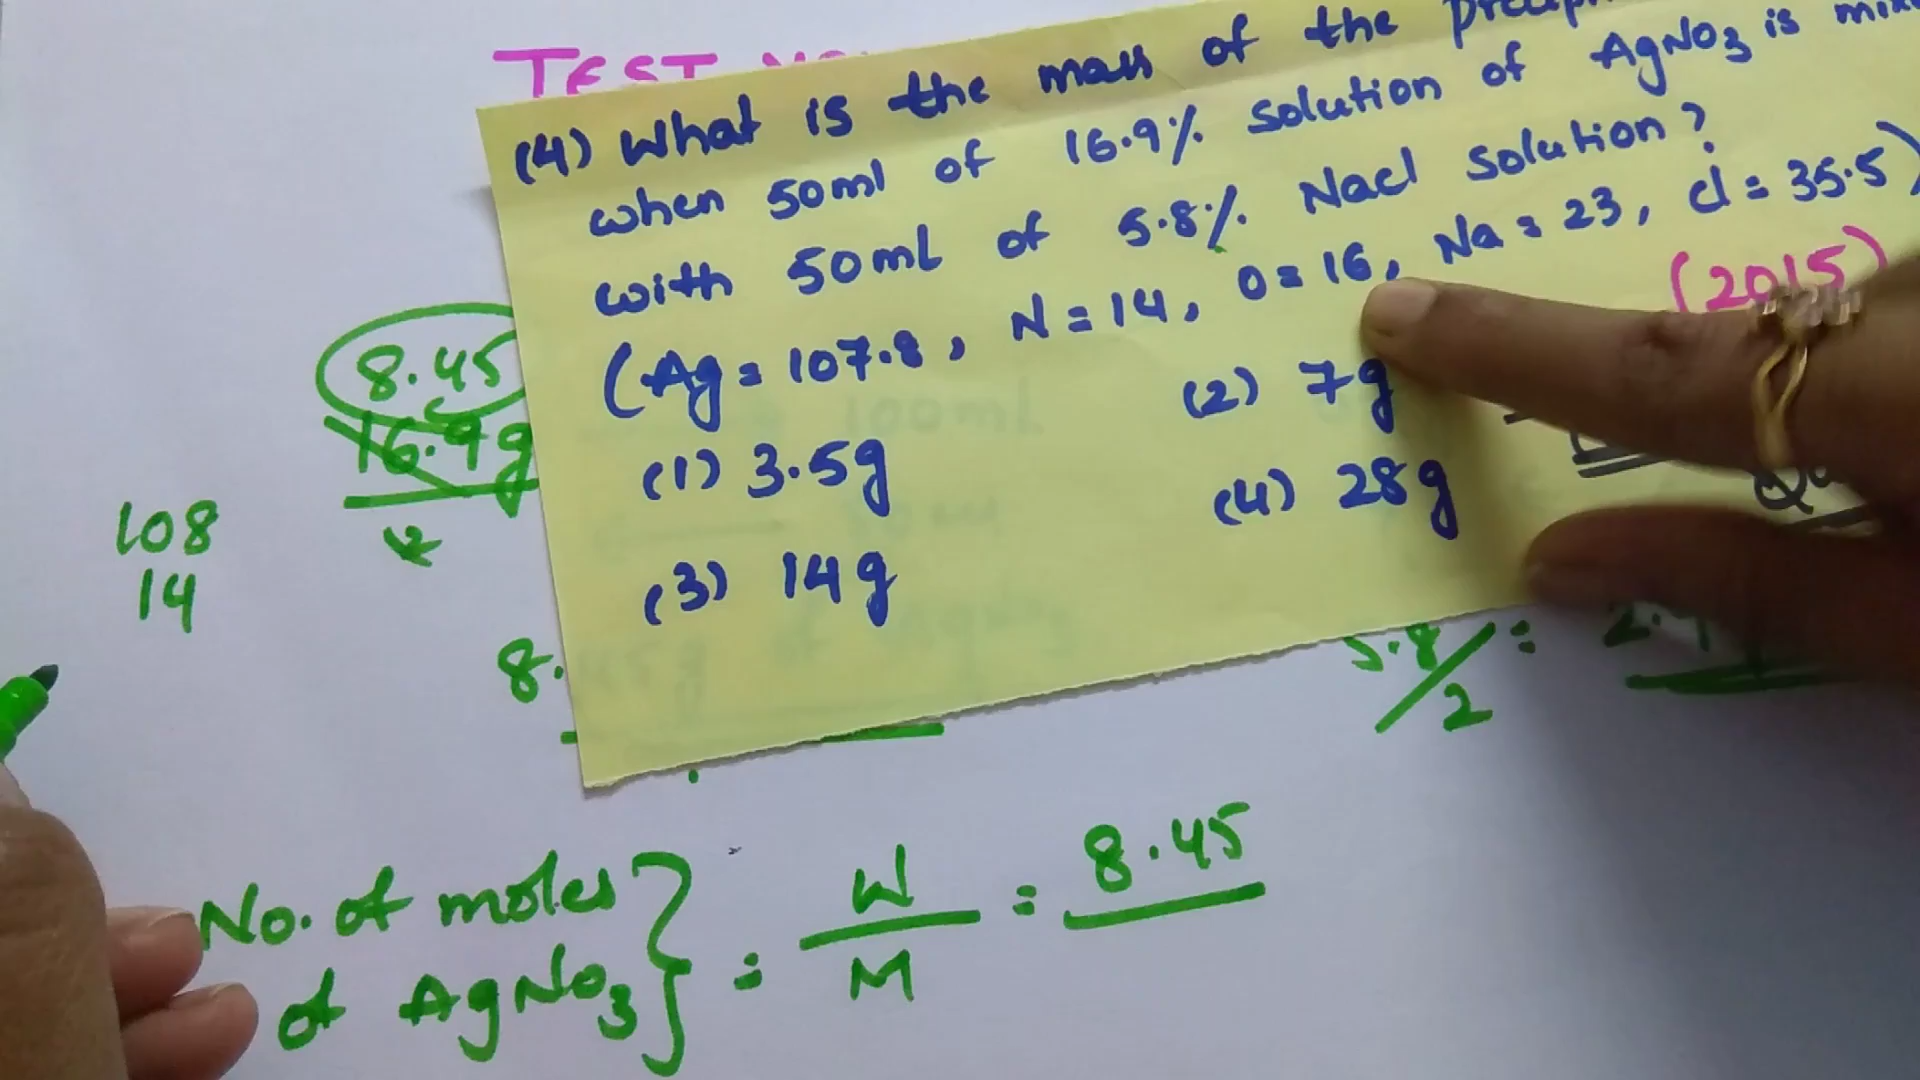 TEST
(4) What is the mass of the
when 50ml of 16.9% solution of AgNO3 is
with 50ml of 5.8% Nacl solution?
(Ag = 107.8, N = 14, O = 16, Na = 23, Cl = 35.5)
(2015)
(1) 3.5g (2) 7g
(3) 14g (4) 28g
8.45
16.9g
108
14
8.
5.8/2 =
No. of moles of AgNO3 } = W/M = 8.45